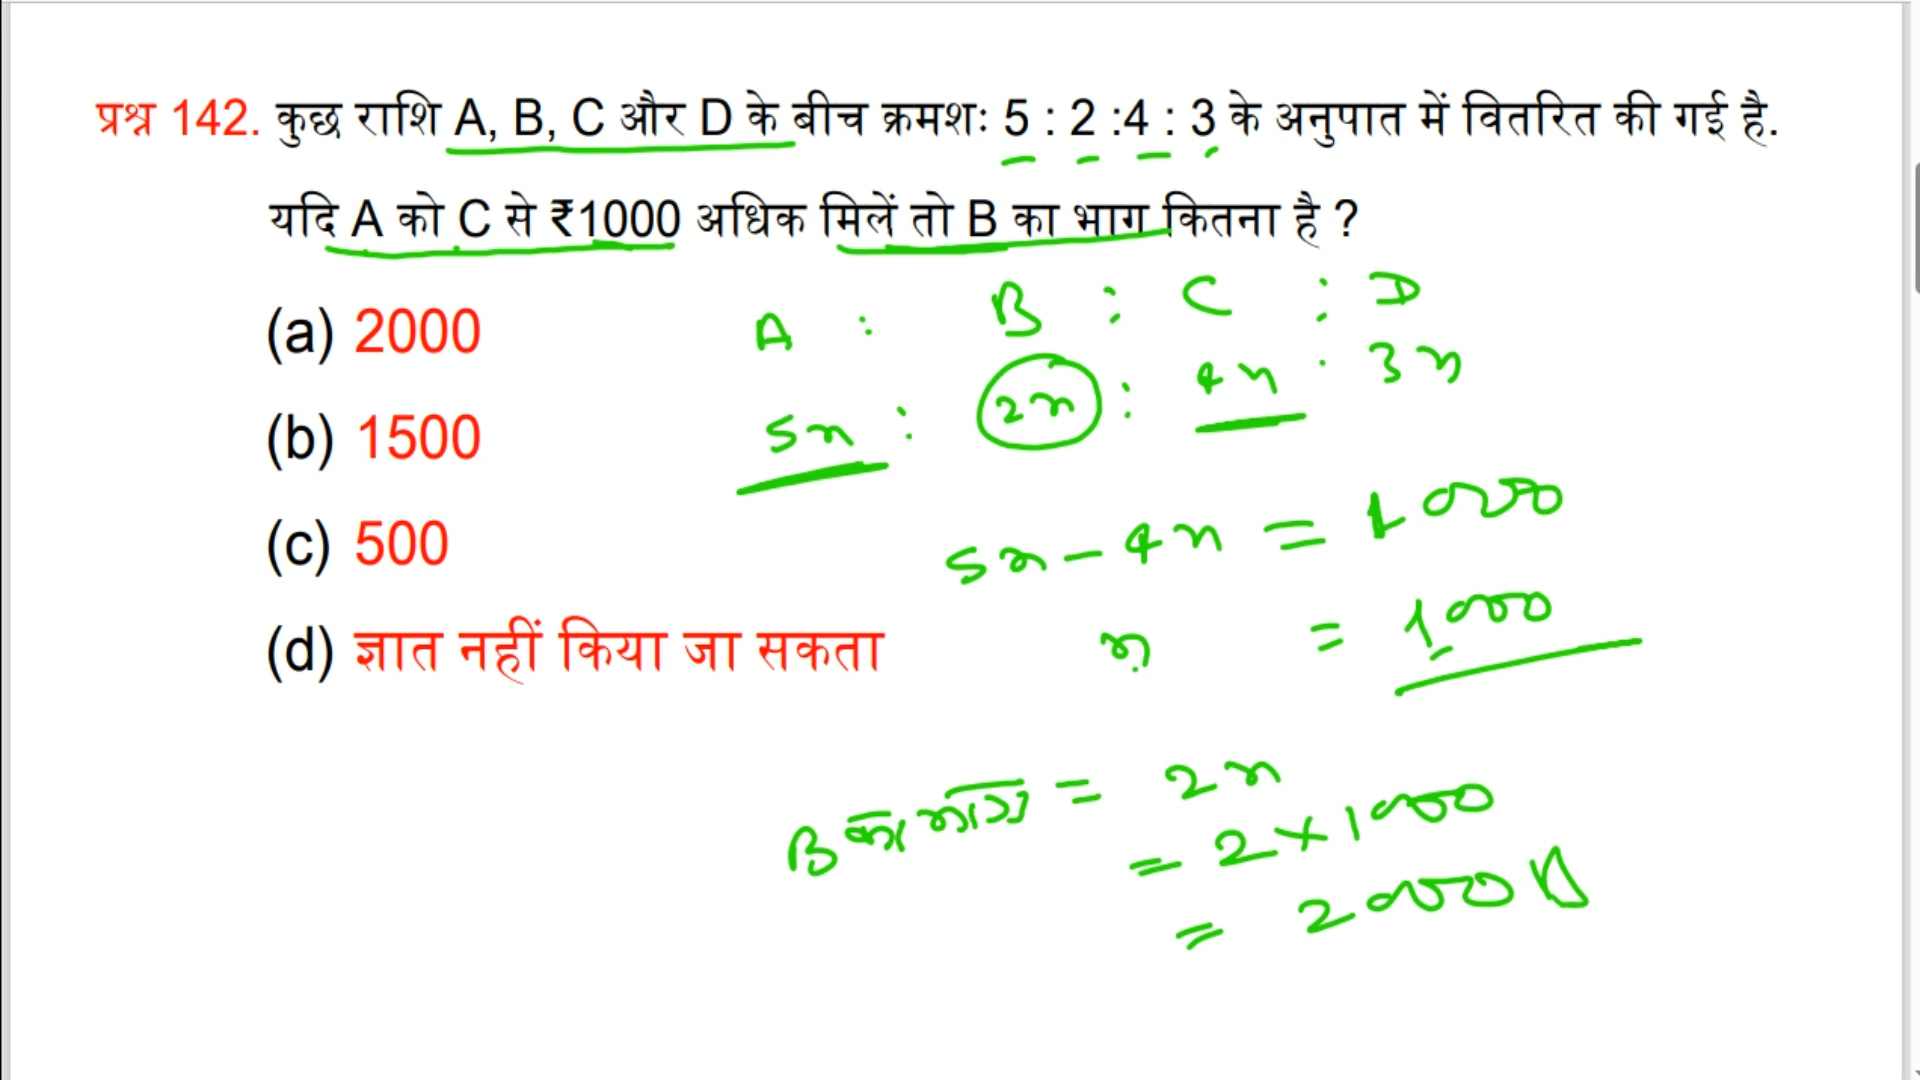 प्रश्न 142. कुछ राशि A, B, C और D के बीच क्रमशः 5 : 2 :4 : 3 के अनुपात में वितरित की गई है.
यदि A को C से ₹1000 अधिक मिलें तो B का भाग कितना है ?
(a) 2000
(b) 1500
(c) 500
(d) ज्ञात नहीं किया जा सकता
A : B : C : D
5x : 2x : 4x : 3x
5x - 4x = 1000
x = 1000
B का भाग = 2x
= 2 × 1000
= 2000